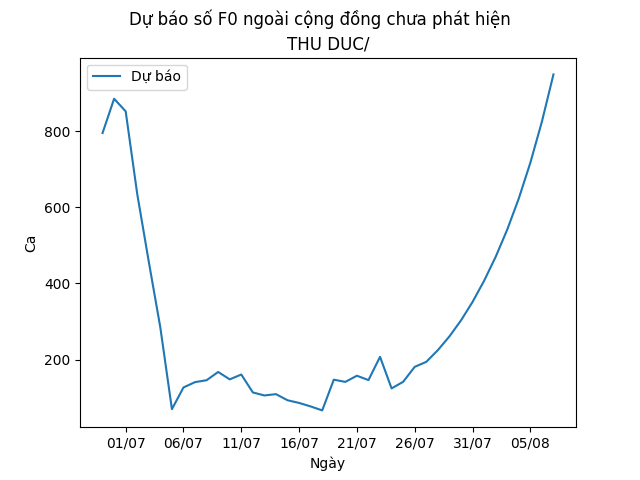 Dự báo số F0 ngoài cộng đồng chưa phát hiện
THU DUC/
Dự báo
800
600
400
200
Ca
01/07 06/07 11/07 16/07 21/07 26/07 31/07 05/08
Ngày